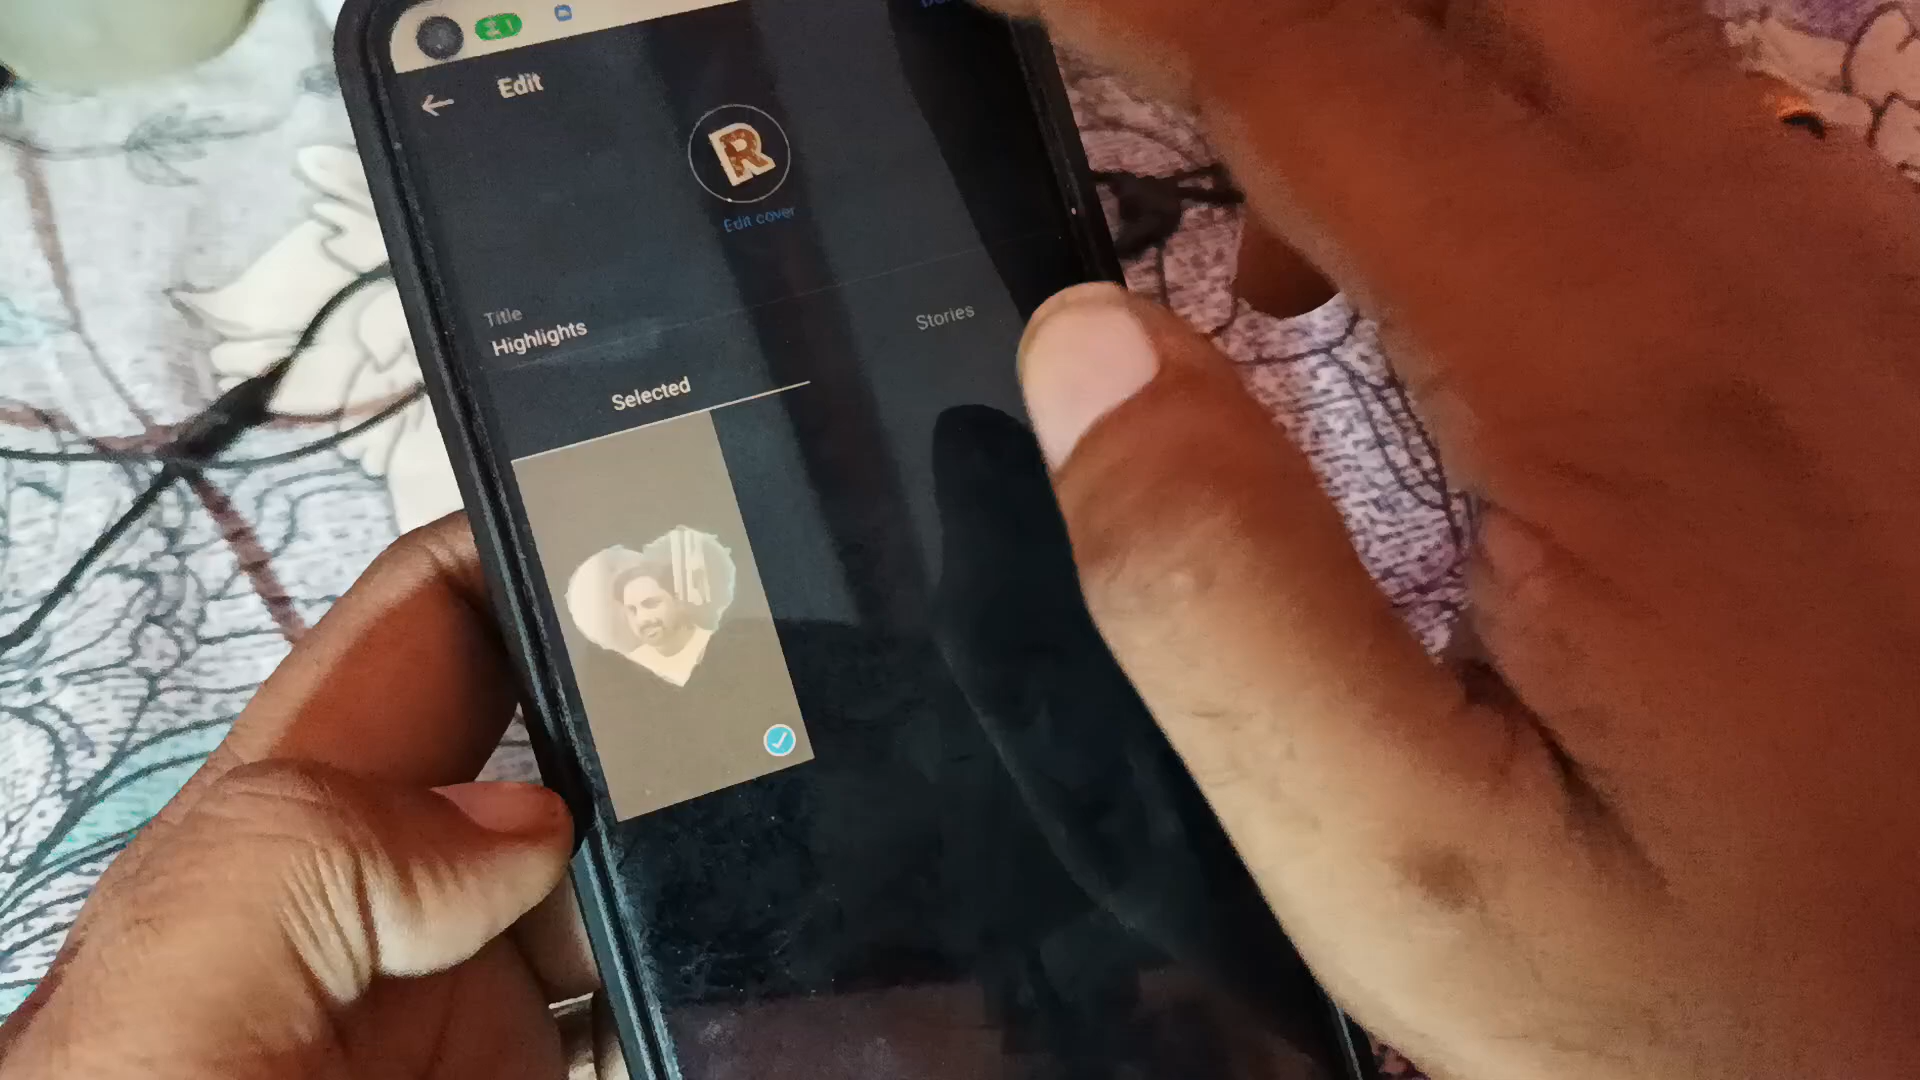 Edit
R
Edit cover
Title
Highlights
Stories
Selected